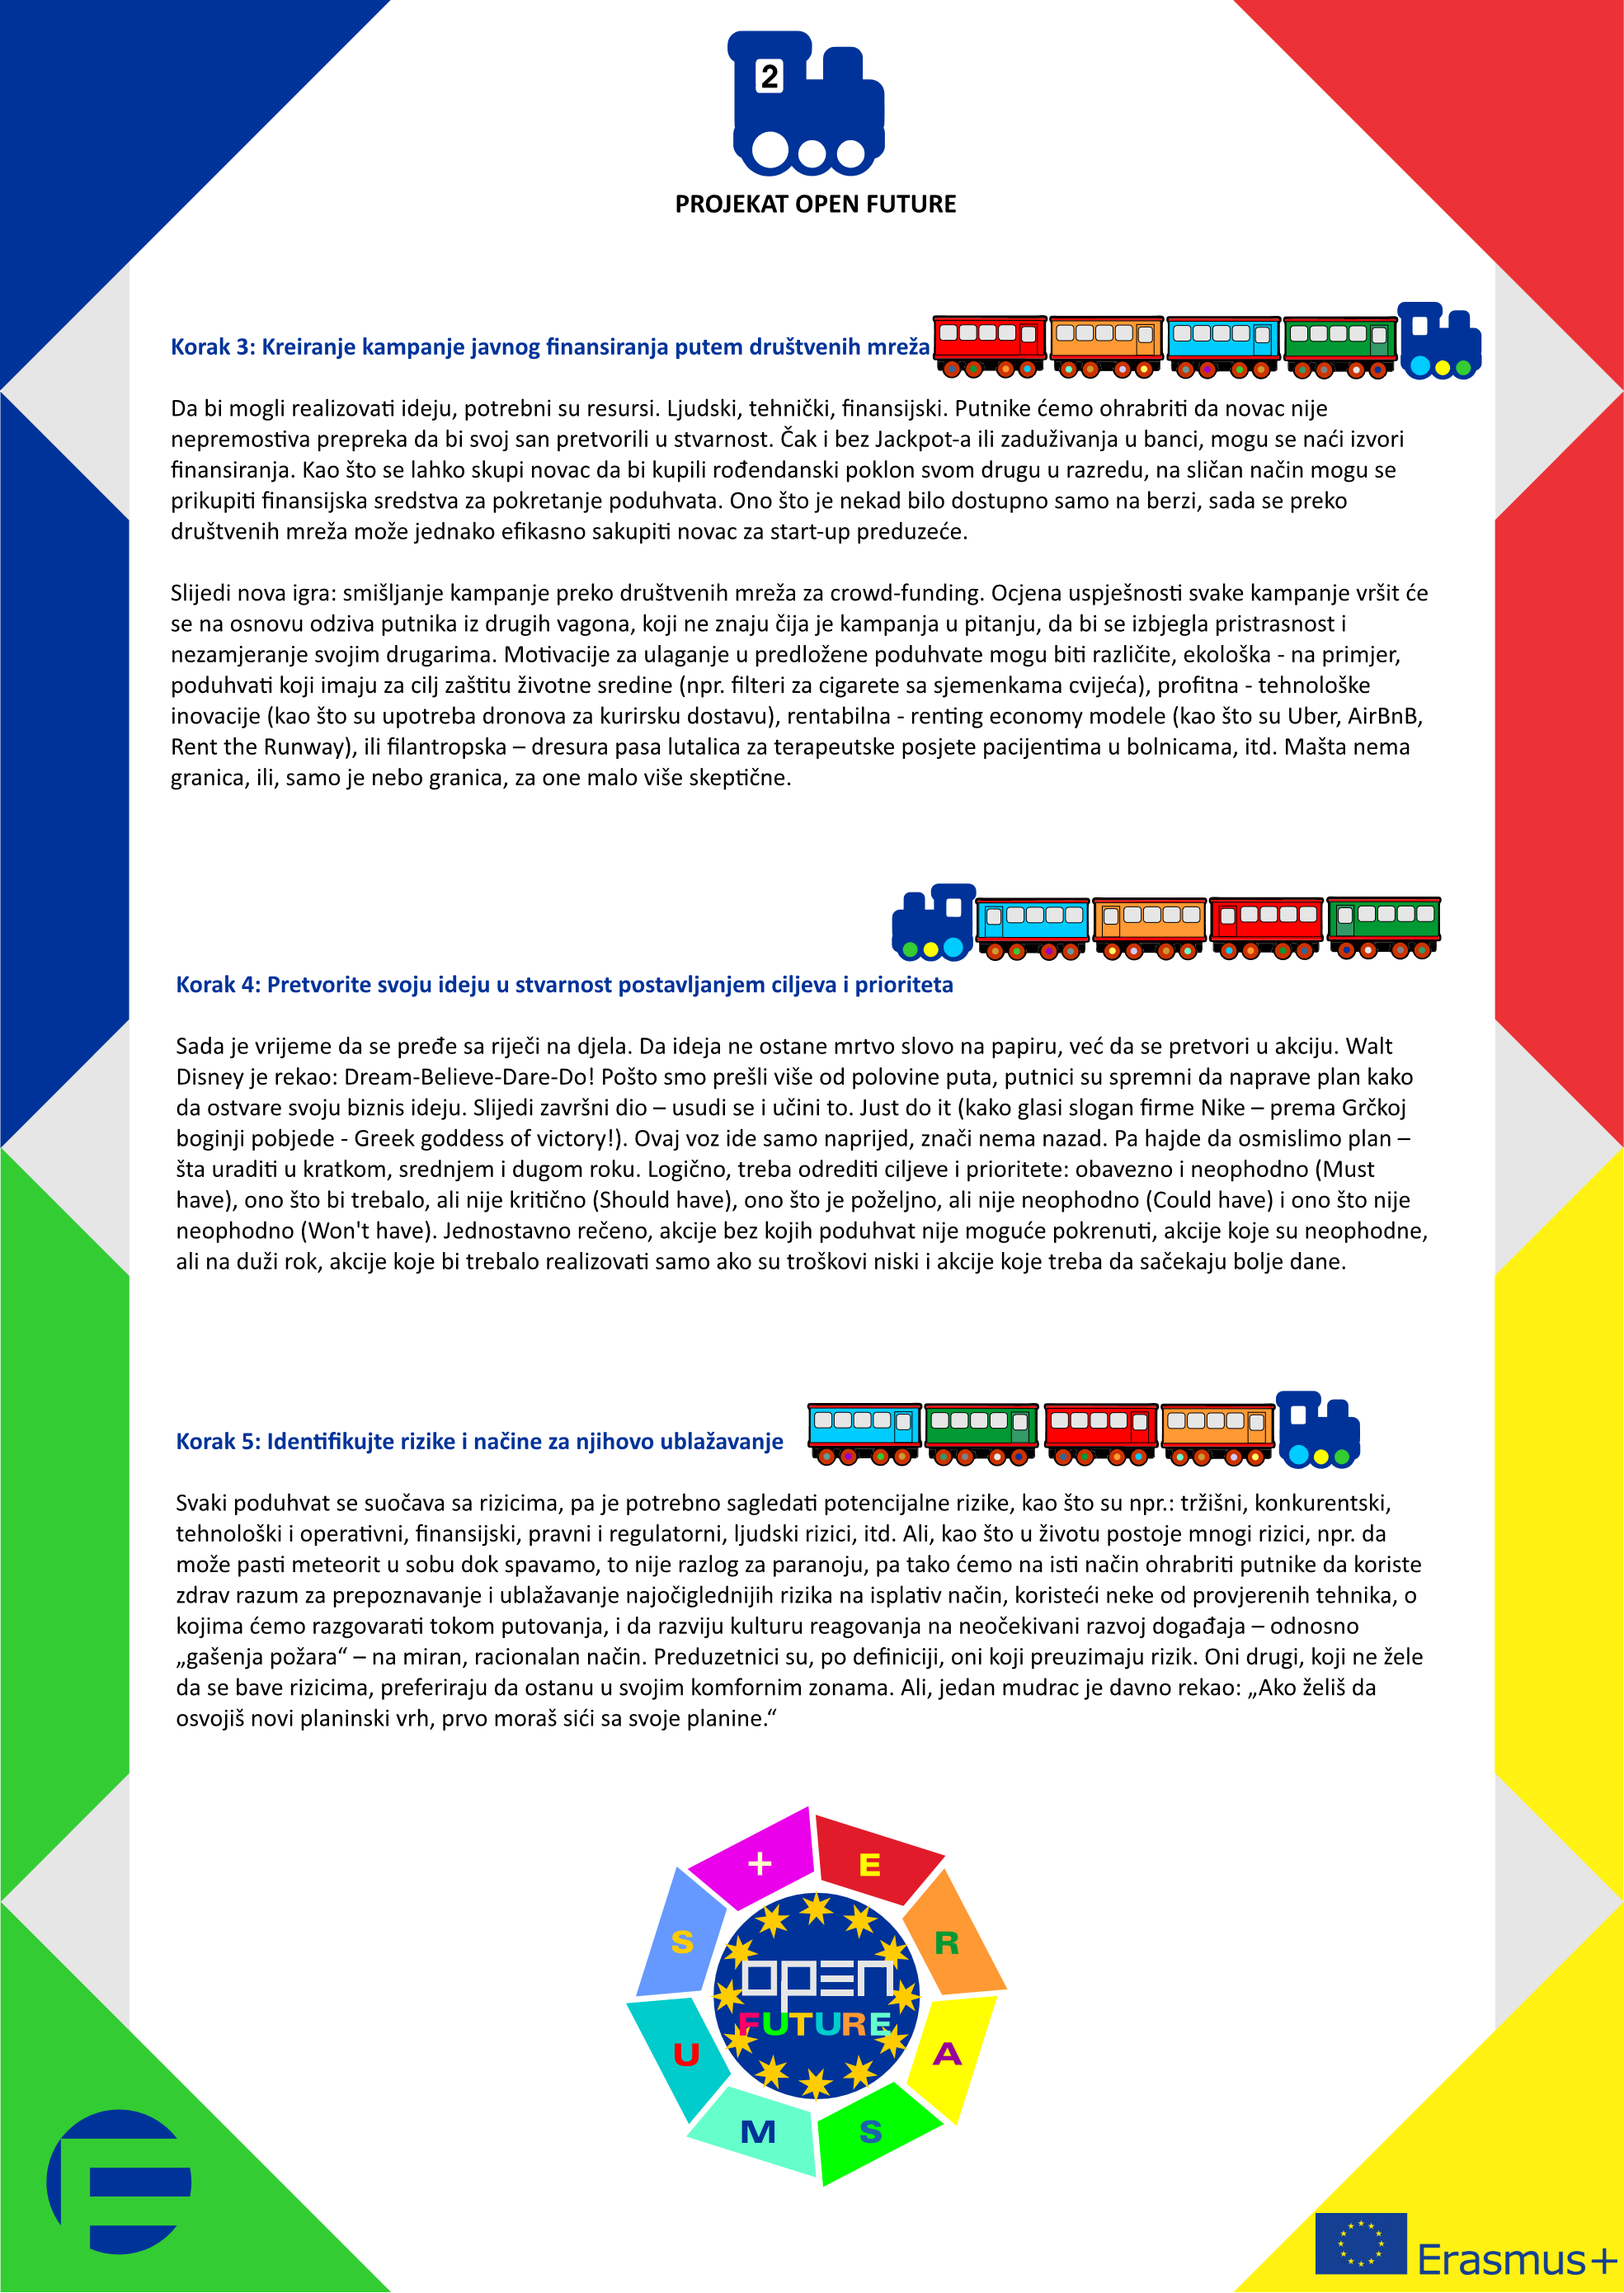 2
PROJEKAT OPEN FUTURE
Korak 3: Kreiranje kampanje javnog finansiranja putem društvenih mreža
Da bi mogli realizovati ideju, potrebni su resursi. Ljudski, tehnički, finansijski. Putnike ćemo ohrabriti da novac nije
nepremostiva prepreka da bi svoj san pretvorili u stvarnost. Čak i bez Jackpot-a ili zaduživanja u banci, mogu se naći izvori
finansiranja. Kao što se lahko skupi novac da bi kupili rođendanski poklon svom drugu u razredu, na sličan način mogu se
prikupiti finansijska sredstva za pokretanje poduhvata. Ono što je nekad bilo dostupno samo na berzi, sada se preko
društvenih mreža može jednako efikasno sakupiti novac za start-up preduzeće.
Slijedi nova igra: smišljanje kampanje preko društvenih mreža za crowd-funding. Ocjena uspješnosti svake kampanje vršit će
se na osnovu odziva putnika iz drugih vagona, koji ne znaju čija je kampanja u pitanju, da bi se izbjegla pristrasnost i
nezamjeranje svojim drugarima. Motivacije za ulaganje u predložene poduhvate mogu biti različite, ekološka - na primjer,
poduhvati koji imaju za cilj zaštitu životne sredine (npr. filteri za cigarete sa sjemenkama cvijeća), profitna - tehnološke
inovacije (kao što su upotreba dronova za kurirsku dostavu), rentabilna - renting economy modele (kao što su Uber, AirBnB,
Rent the Runway), ili filantropska – dresura pasa lutalica za terapeutske posjete pacijentima u bolnicama, itd. Mašta nema
granica, ili, samo je nebo granica, za one malo više skeptične.
Korak 4: Pretvorite svoju ideju u stvarnost postavljanjem ciljeva i prioriteta
Sada je vrijeme da se pređe sa riječi na djela. Da ideja ne ostane mrtvo slovo na papiru, već da se pretvori u akciju. Walt
Disney je rekao: Dream-Believe-Dare-Do! Pošto smo prešli više od polovine puta, putnici su spremni da naprave plan kako
da ostvare svoju biznis ideju. Slijedi završni dio – usudi se i učini to. Just do it (kako glasi slogan firme Nike – prema Grčkoj
boginji pobjede - Greek goddess of victory!). Ovaj voz ide samo naprijed, znači nema nazad. Pa hajde da osmislimo plan –
šta uraditi u kratkom, srednjem i dugom roku. Logično, treba odrediti ciljeve i prioritete: obavezno i neophodno (Must
have), ono što bi trebalo, ali nije kritično (Should have), ono što je poželjno, ali nije neophodno (Could have) i ono što nije
neophodno (Won't have). Jednostavno rečeno, akcije bez kojih poduhvat nije moguće pokrenuti, akcije koje su neophodne,
ali na duži rok, akcije koje bi trebalo realizovati samo ako su troškovi niski i akcije koje treba da sačekaju bolje dane.
Korak 5: Identifikujte rizike i načine za njihovo ublažavanje
Svaki poduhvat se suočava sa rizicima, pa je potrebno sagledati potencijalne rizike, kao što su npr.: tržišni, konkurentski,
tehnološki i operativni, finansijski, pravni i regulatorni, ljudski rizici, itd. Ali, kao što u životu postoje mnogi rizici, npr. da
može pasti meteorit u sobu dok spavamo, to nije razlog za paranoju, pa tako ćemo na isti način ohrabriti putnike da koriste
zdrav razum za prepoznavanje i ublažavanje najočiglednijih rizika na isplativ način, koristeći neke od provjerenih tehnika, o
kojima ćemo razgovarati tokom putovanja, i da razviju kulturu reagovanja na neočekivani razvoj događaja – odnosno
„gašenja požara“ – na miran, racionalan način. Preduzetnici su, po definiciji, oni koji preuzimaju rizik. Oni drugi, koji ne žele
da se bave rizicima, preferiraju da ostanu u svojim komfornim zonama. Ali, jedan mudrac je davno rekao: „Ako želiš da
osvojiš novi planinski vrh, prvo moraš sići sa svoje planine.“
E R A S M U S +
OPEN
FUTURE
Erasmus+